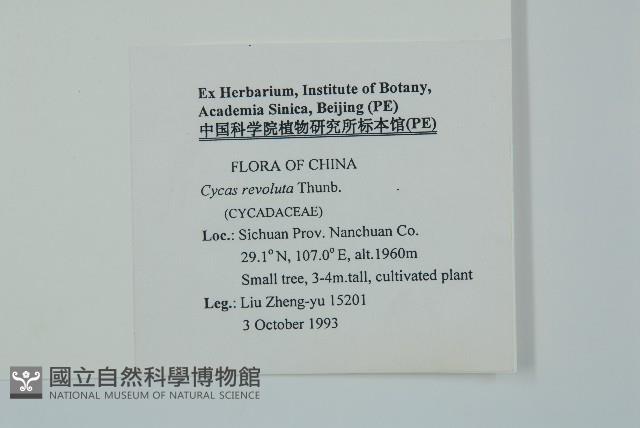 Ex Herbarium, Institute of Botany,
Academia Sinica, Beijing (PE)
中国科学院植物研究所标本馆(PE)
FLORA OF CHINA
Cycas revoluta Thunb.
(CYCADACEAE)
Loc.: Sichuan Prov. Nanchuan Co.
29.1° N, 107.0° E, alt.1960m
Small tree, 3-4m.tall, cultivated plant
Leg.: Liu Zheng-yu 15201
3 October 1993
國立自然科學博物館
NATIONAL MUSEUM OF NATURAL SCIENCE